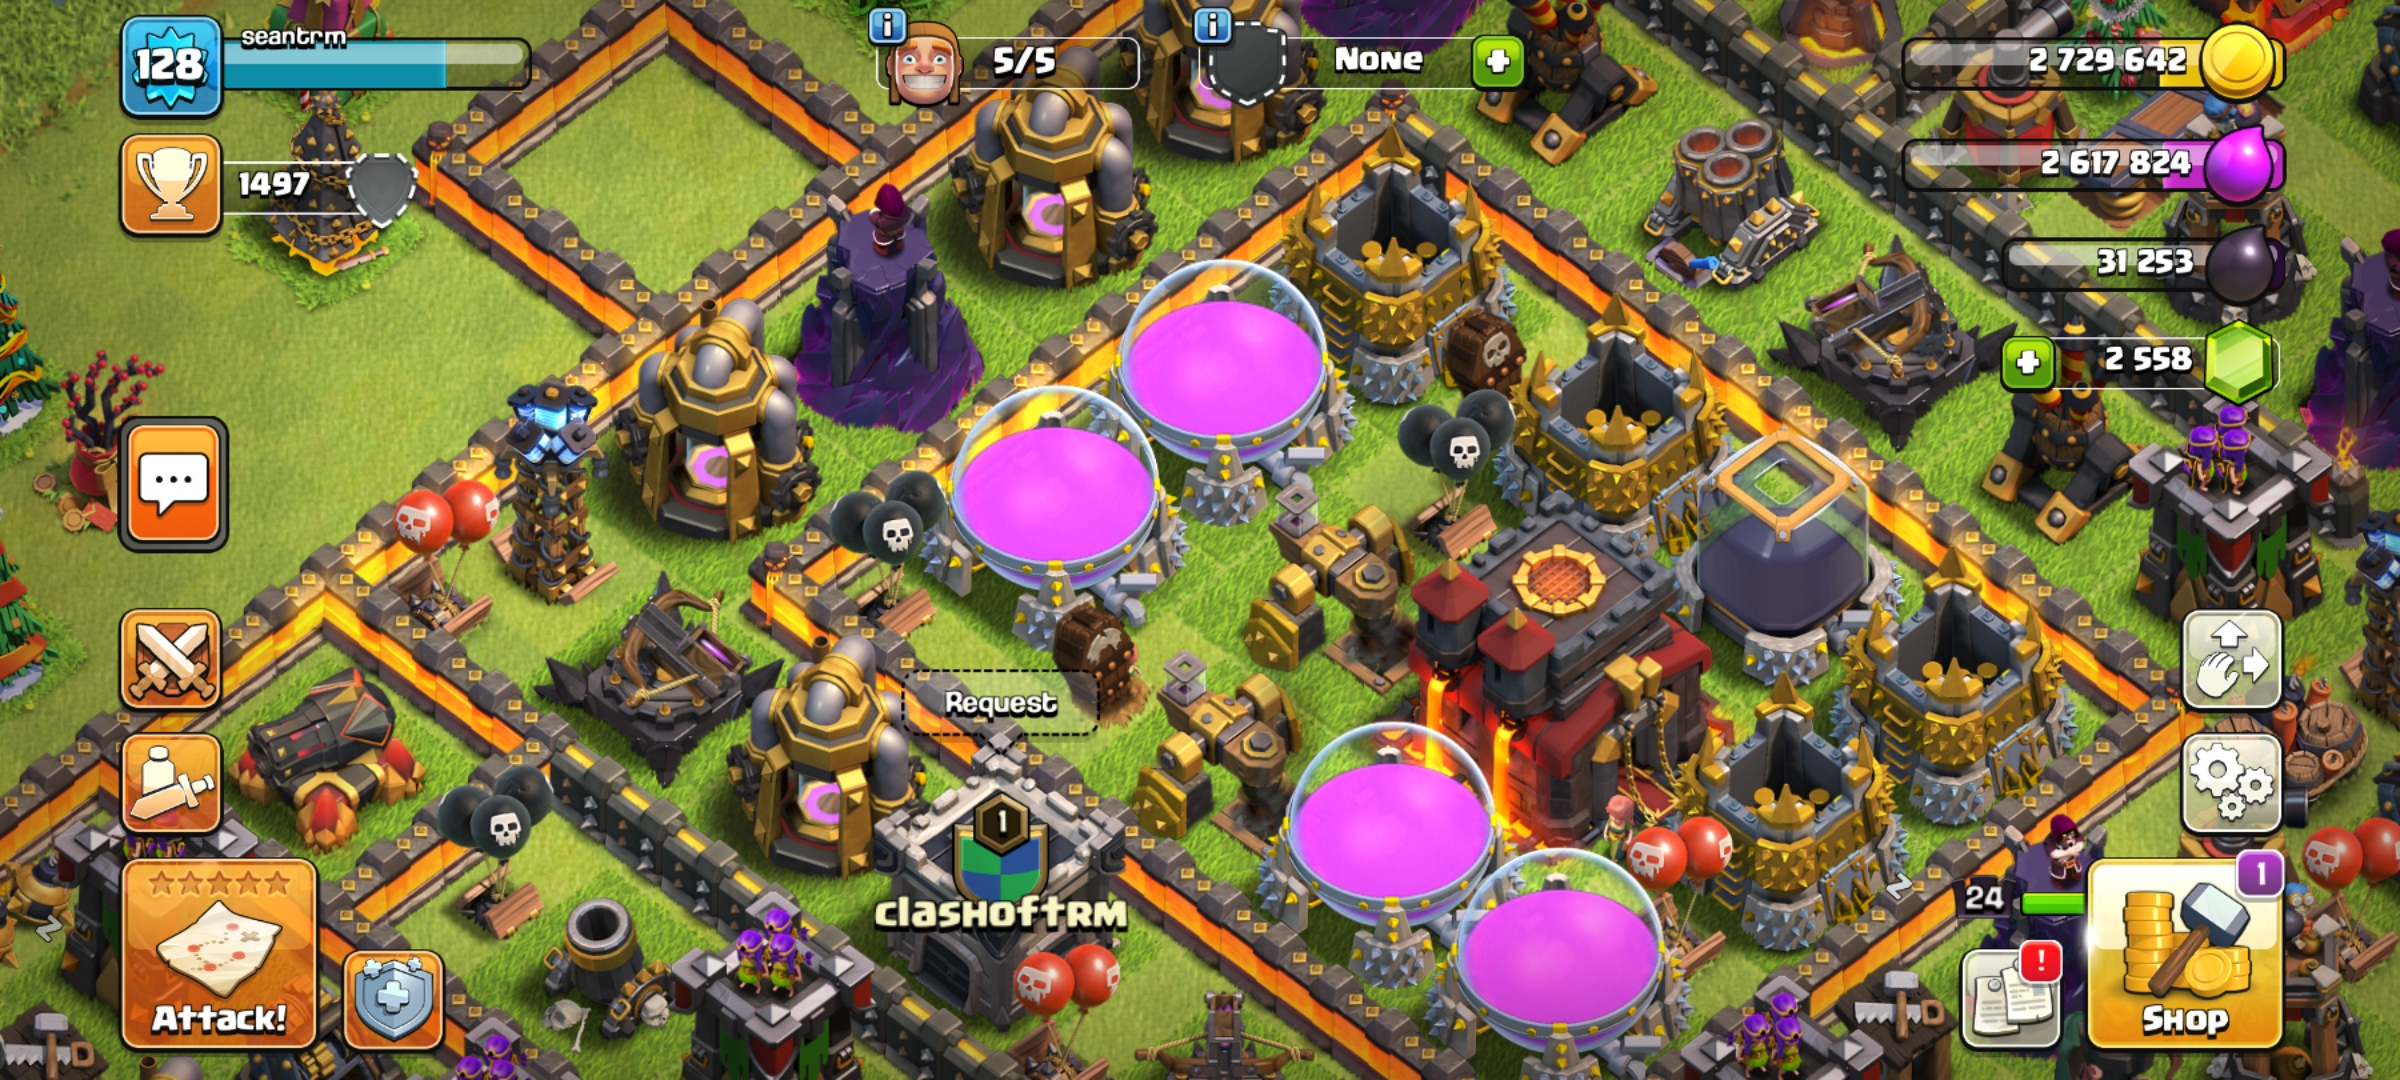 128
seantrm
5/5
None
2 729 642
1497
2 617 824
31 253
2 558
Request
1
clashoftRM
24
1
!
Attack!
Shop